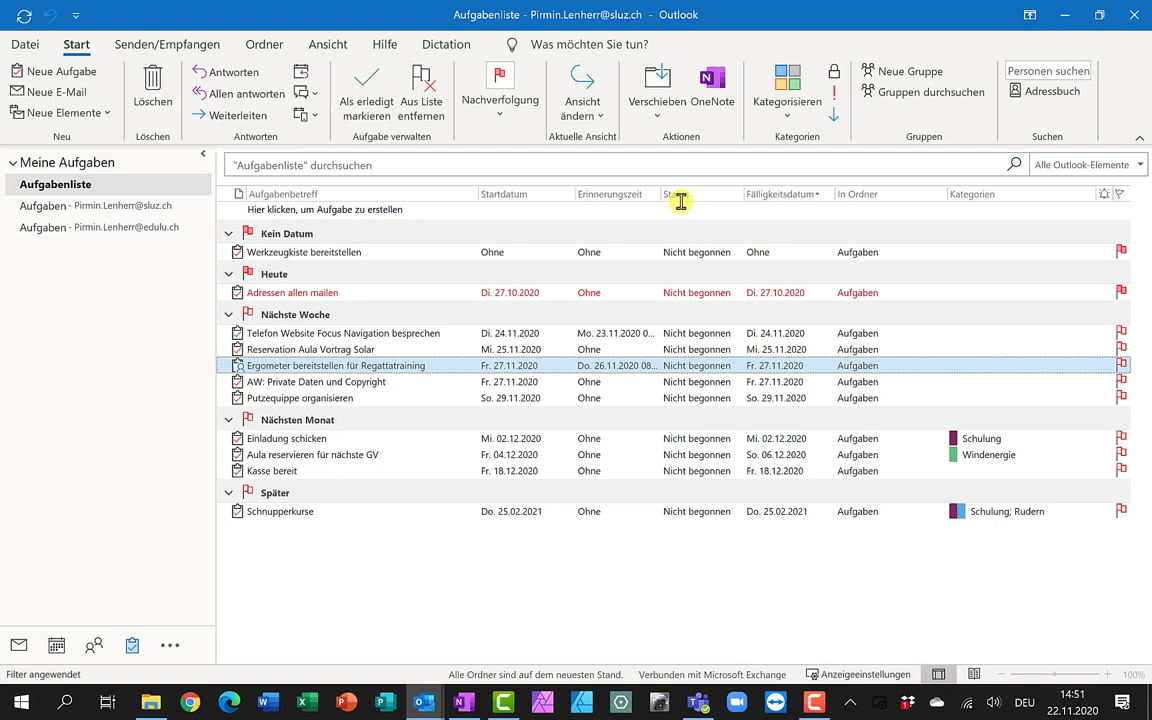 Aufgabenliste - Pirmin.Lenherr@sluz.ch - Outlook
Datei Start Senden/Empfangen Ordner Ansicht Hilfe Dictation Was möchten Sie tun?
Neue Aufgabe
Neue E-Mail
Neue Elemente
Neu
Löschen
Löschen
Antworten
Allen antworten
Weiterleiten
Antworten
Als erledigt markieren
Aus Liste entfernen
Aufgabe verwalten
Nachverfolgung
Ansicht ändern
Aktuelle Ansicht
Verschieben OneNote
Aktionen
Kategorisieren
Kategorien
Neue Gruppe
Gruppen durchsuchen
Gruppen
Personen suchen
Adressbuch
Suchen
Meine Aufgaben
Aufgabenliste
Aufgaben - Pirmin.Lenherr@sluz.ch
Aufgaben - Pirmin.Lenherr@edulu.ch
"Aufgabenliste" durchsuchen Alle Outlook-Elemente
Aufgabenbetreff Startdatum Erinnerungszeit Fälligkeitsdatum In Ordner Kategorien
Hier klicken, um Aufgabe zu erstellen
Kein Datum
Werkzeugkiste bereitstellen Ohne Ohne Nicht begonnen Ohne Aufgaben
Heute
Adressen allen mailen Di. 27.10.2020 Ohne Nicht begonnen Di. 27.10.2020 Aufgaben
Nächste Woche
Telefon Website Focus Navigation besprechen Di. 24.11.2020 Mo. 23.11.2020 0... Nicht begonnen Di. 24.11.2020 Aufgaben
Reservation Aula Vortrag Solar Mi. 25.11.2020 Ohne Nicht begonnen Mi. 25.11.2020 Aufgaben
Ergometer bereitstellen für Regattatraining Fr. 27.11.2020 Do. 26.11.2020 08... Nicht begonnen Fr. 27.11.2020 Aufgaben
AW: Private Daten und Copyright Fr. 27.11.2020 Ohne Nicht begonnen Fr. 27.11.2020 Aufgaben
Putzequippe organisieren So. 29.11.2020 Ohne Nicht begonnen So. 29.11.2020 Aufgaben
Nächsten Monat
Einladung schicken Mi. 02.12.2020 Ohne Nicht begonnen Mi. 02.12.2020 Aufgaben Schulung
Aula reservieren für nächste GV Fr. 04.12.2020 Ohne Nicht begonnen So. 06.12.2020 Aufgaben Windenergie
Kasse bereit Fr. 18.12.2020 Ohne Nicht begonnen Fr. 18.12.2020 Aufgaben
Später
Schnupperkurse Do. 25.02.2021 Ohne Nicht begonnen Do. 25.02.2021 Aufgaben Schulung; Rudern
Filter angewendet Alle Ordner sind auf dem neuesten Stand. Verbunden mit Microsoft Exchange Anzeigeeinstellungen 100%
DEU 14:51
22.11.2020